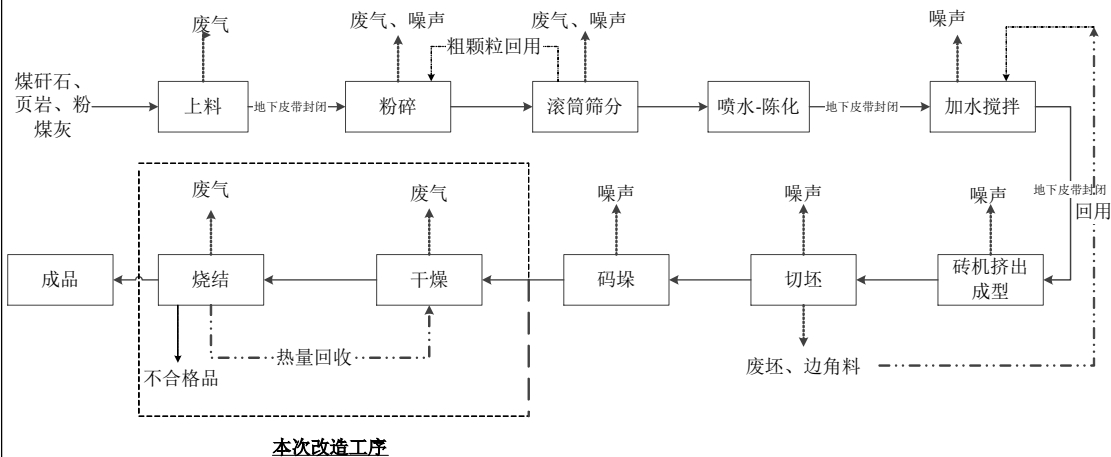 废气
废气、噪声
废气、噪声
噪声
粗颗粒回用
煤矸石、
页岩、粉
煤灰
上料
地下皮带封闭
粉碎
滚筒筛分
喷水-陈化
地下皮带封闭
加水搅拌
地下皮带封闭
回用
废气
废气
噪声
噪声
噪声
成品
烧结
干燥
码垛
切坯
砖机挤出
成型
热量回收
不合格品
废坯、边角料
本次改造工序